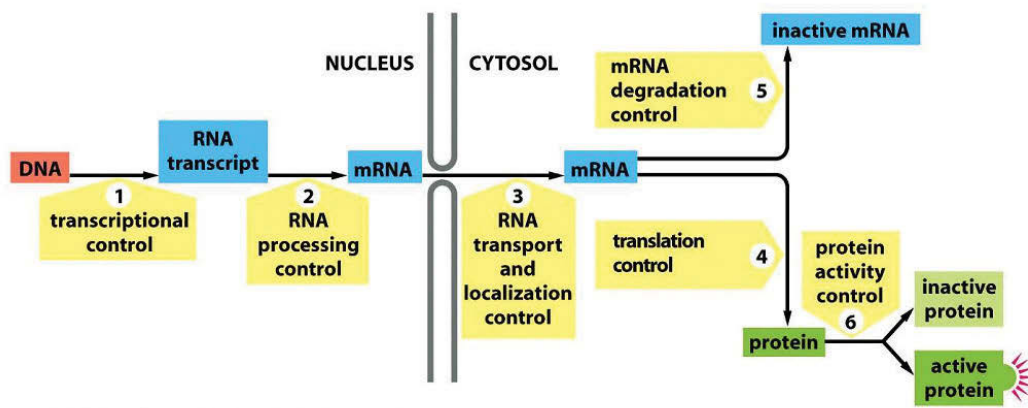 NUCLEUS
CYTOSOL
DNA
1
transcriptional
control
RNA
transcript
2
RNA
processing
control
mRNA
3
RNA
transport
and
localization
control
mRNA
mRNA
degradation
control
5
inactive mRNA
translation
control
4
protein
protein
activity
control
6
inactive
protein
active
protein